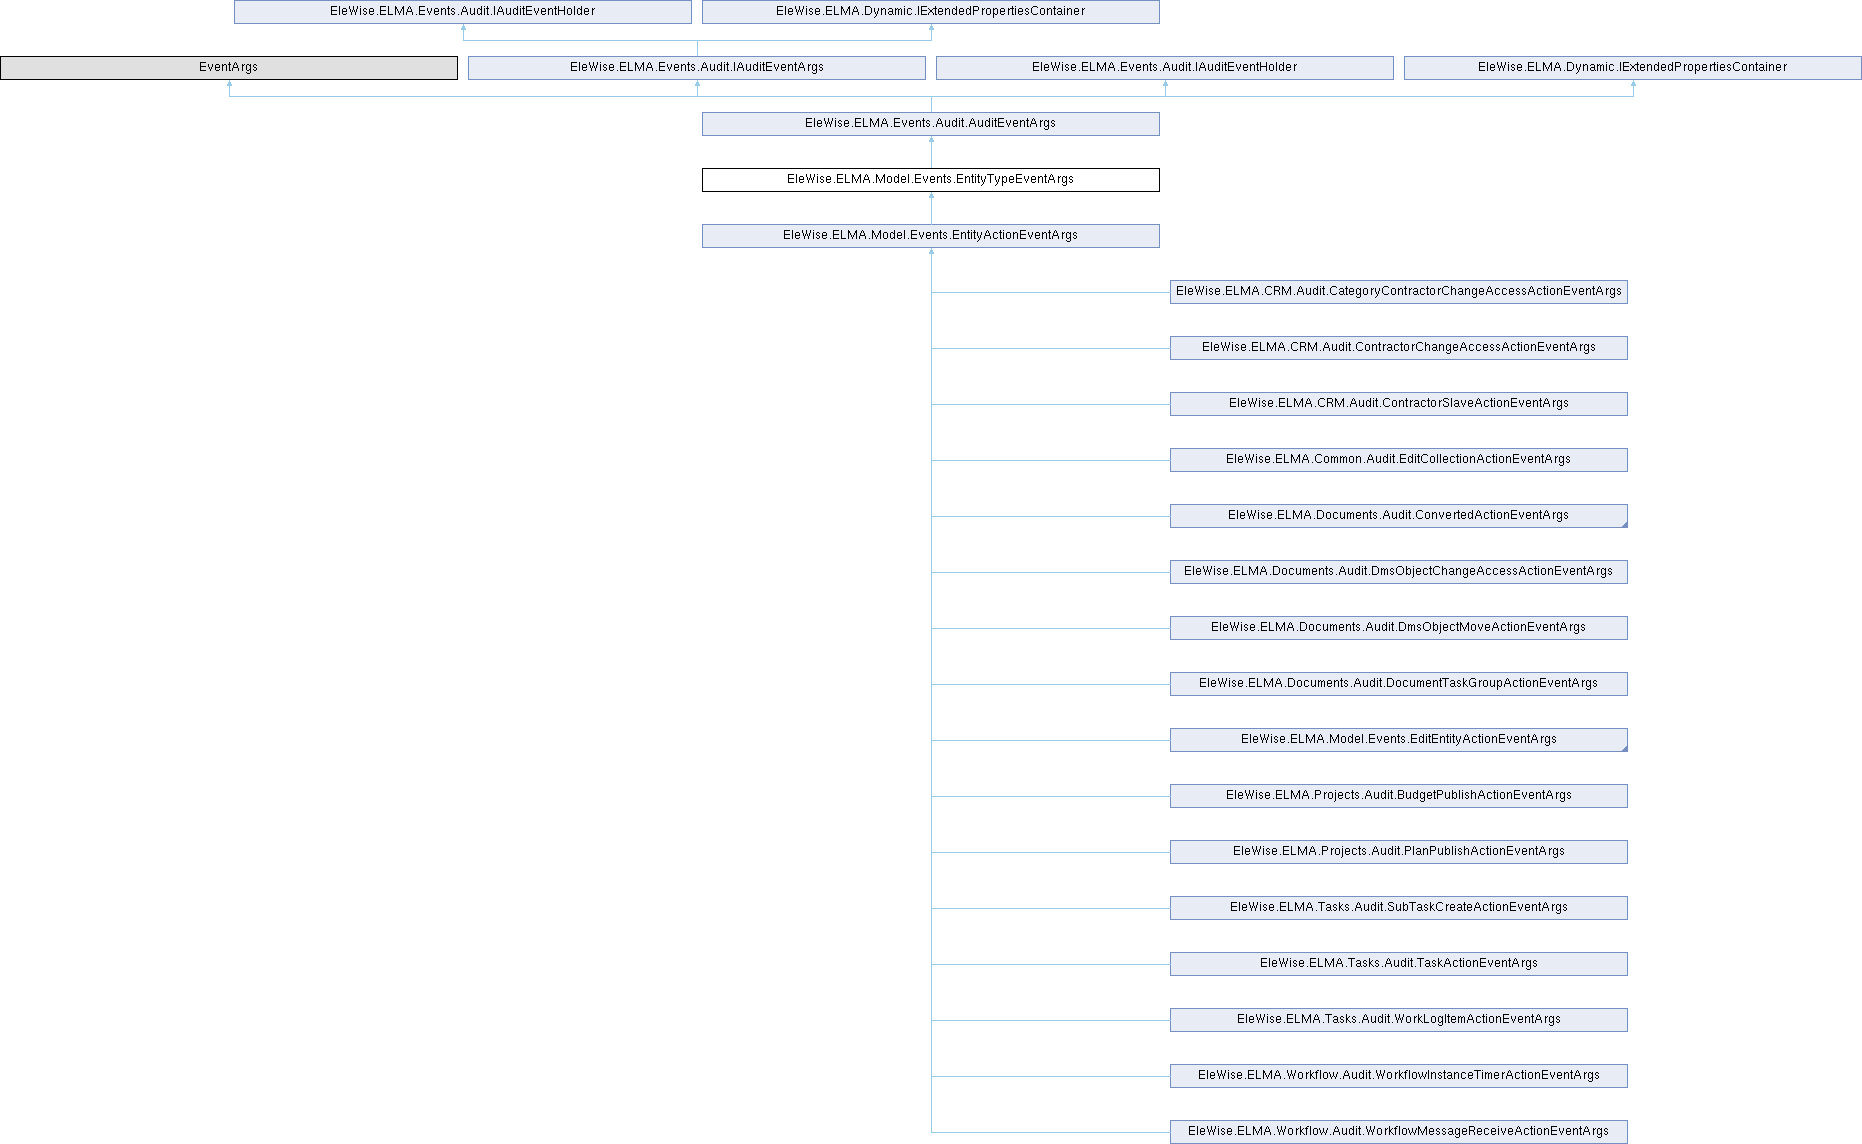 EleWise.ELMA.Events.Audit.IAuditEventHolder
EleWise.ELMA.Dynamic.IExtendedPropertiesContainer
EventArgs
EleWise.ELMA.Events.Audit.IAuditEventArgs
EleWise.ELMA.Events.Audit.IAuditEventHolder
EleWise.ELMA.Dynamic.IExtendedPropertiesContainer
EleWise.ELMA.Events.Audit.AuditEventArgs
EleWise.ELMA.Model.Events.EntityTypeEventArgs
EleWise.ELMA.Model.Events.EntityActionEventArgs
EleWise.ELMA.CRM.Audit.CategoryContractorChangeAccessActionEventArgs
EleWise.ELMA.CRM.Audit.ContractorChangeAccessActionEventArgs
EleWise.ELMA.CRM.Audit.ContractorSlaveActionEventArgs
EleWise.ELMA.Common.Audit.EditCollectionActionEventArgs
EleWise.ELMA.Documents.Audit.ConvertedActionEventArgs
EleWise.ELMA.Documents.Audit.DmsObjectChangeAccessActionEventArgs
EleWise.ELMA.Documents.Audit.DmsObjectMoveActionEventArgs
EleWise.ELMA.Documents.Audit.DocumentTaskGroupActionEventArgs
EleWise.ELMA.Model.Events.EditEntityActionEventArgs
EleWise.ELMA.Projects.Audit.BudgetPublishActionEventArgs
EleWise.ELMA.Projects.Audit.PlanPublishActionEventArgs
EleWise.ELMA.Tasks.Audit.SubTaskCreateActionEventArgs
EleWise.ELMA.Tasks.Audit.TaskActionEventArgs
EleWise.ELMA.Tasks.Audit.WorkLogItemActionEventArgs
EleWise.ELMA.Workflow.Audit.WorkflowInstanceTimerActionEventArgs
EleWise.ELMA.Workflow.Audit.WorkflowMessageReceiveActionEventArgs